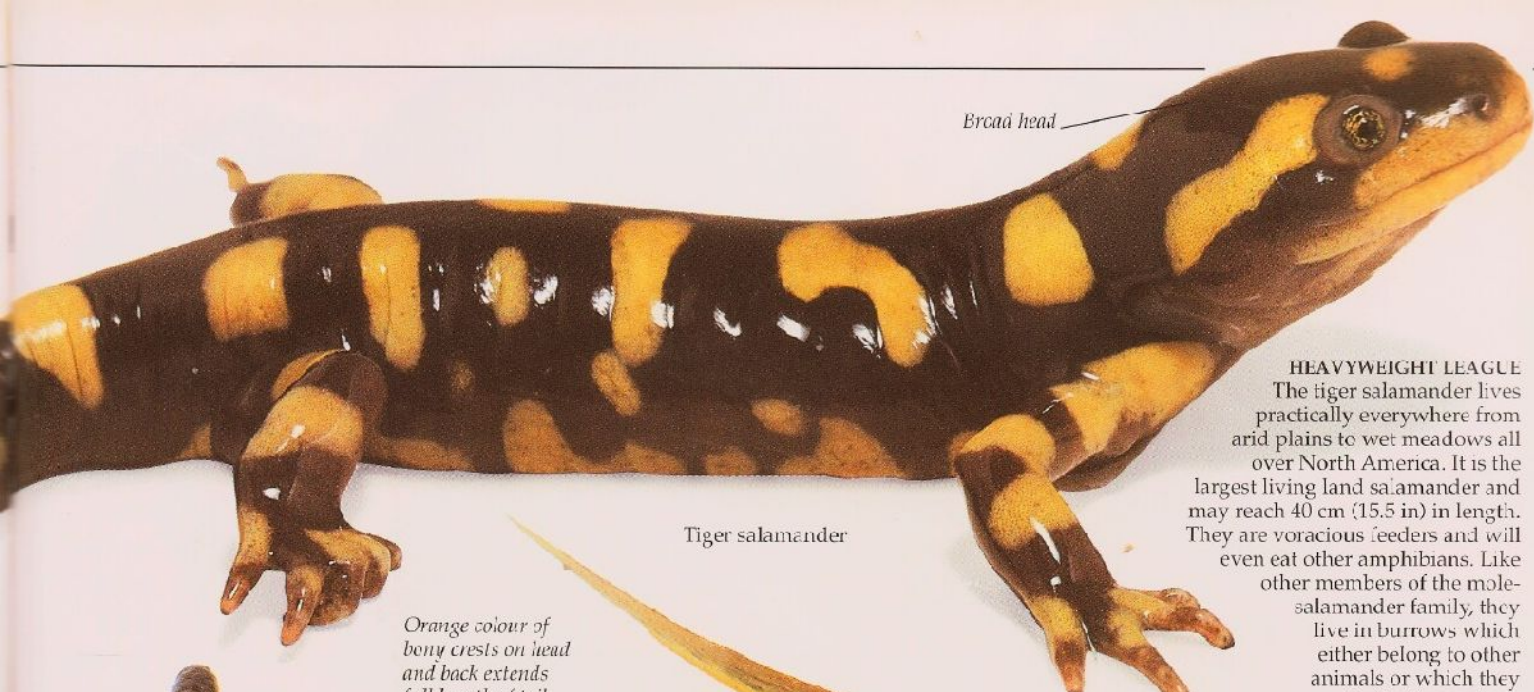 Broad head
HEAVYWEIGHT LEAGUE
The tiger salamander lives
practically everywhere from
arid plains to wet meadows all
over North America. It is the
largest living land salamander and
may reach 40 cm (15.5 in) in length.
They are voracious feeders and will
even eat other amphibians. Like
other members of the mole-
salamander family, they
live in burrows which
either belong to other
animals or which they
Tiger salamander
Orange colour of
bony crests on head
and back extends